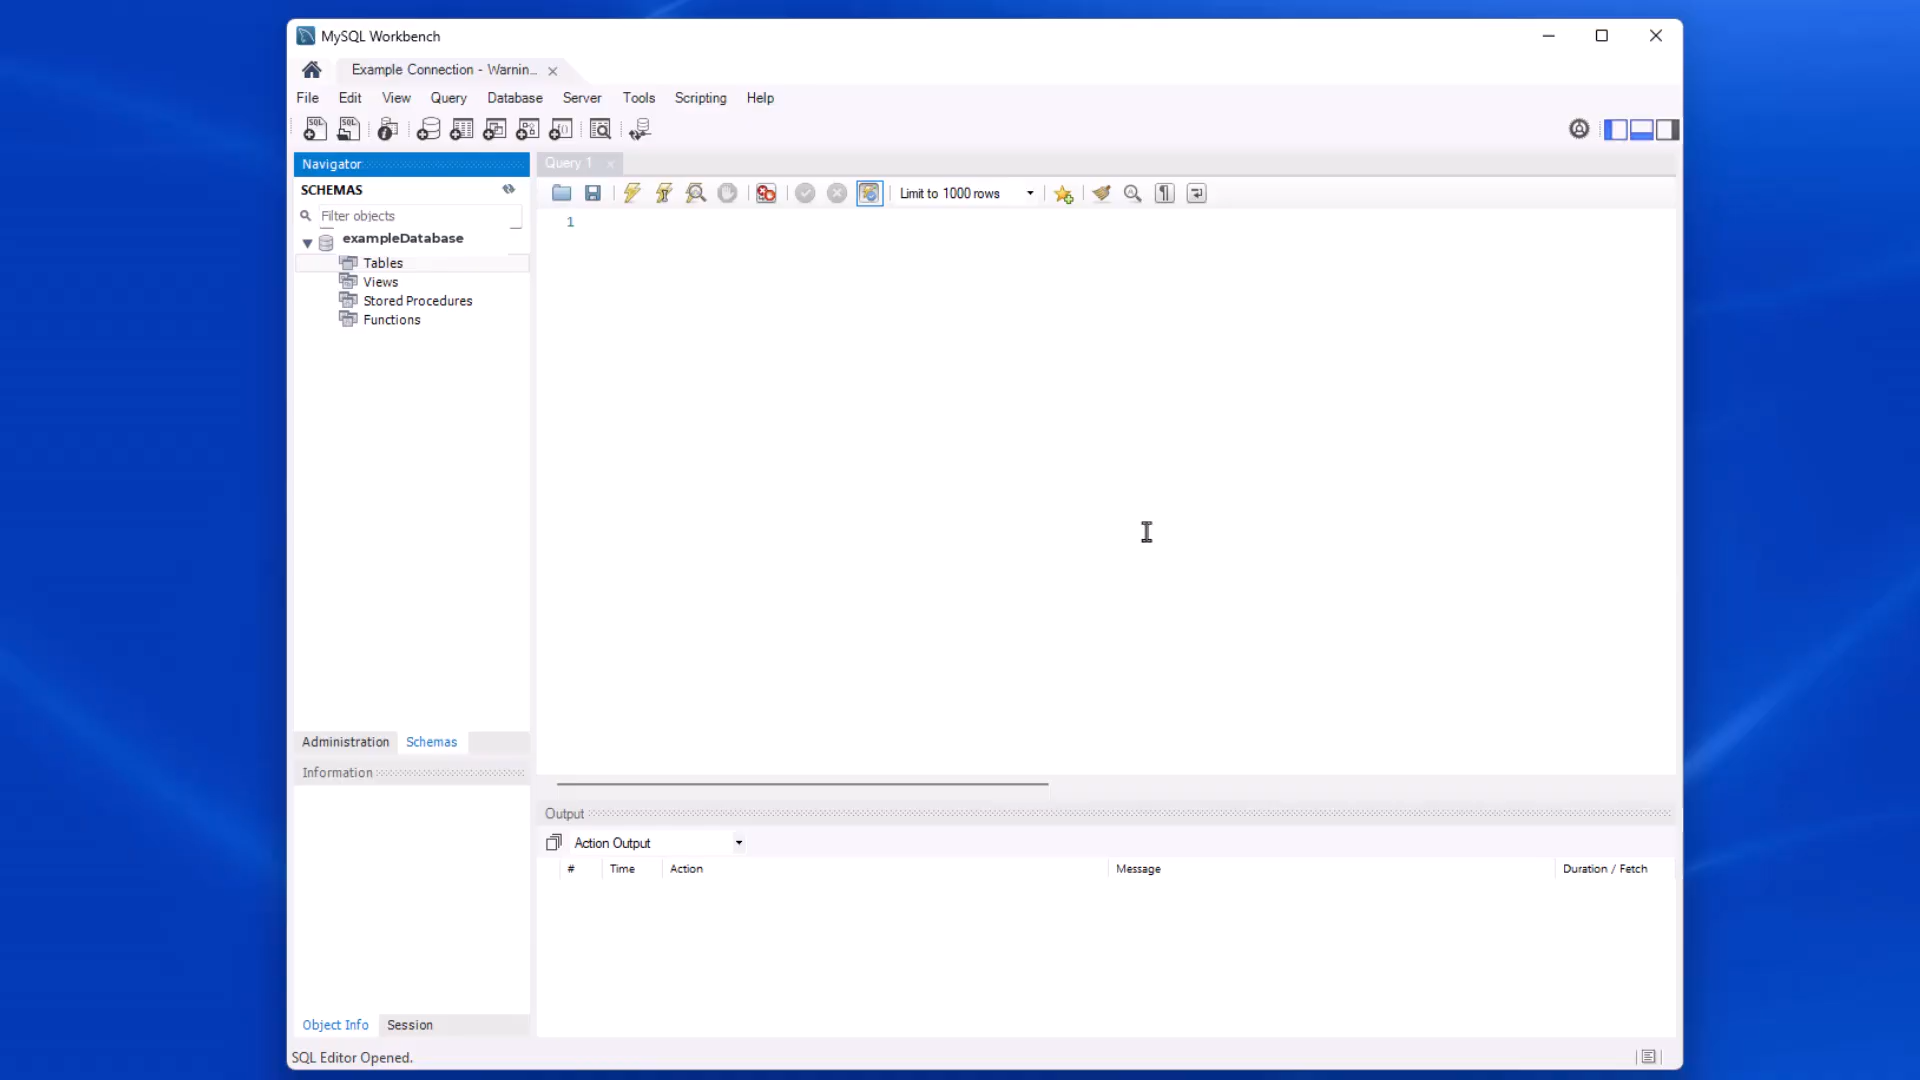 MySQL Workbench
Example Connection - Warnin...
File Edit View Query Database Server Tools Scripting Help
SQL SQL
Navigator
Query 1
SCHEMAS
Limit to 1000 rows
Filter objects
1
exampleDatabase
Tables
Views
Stored Procedures
Functions
Administration Schemas
Information
Output
Action Output
# Time Action Message Duration / Fetch
Object Info Session
SQL Editor Opened.